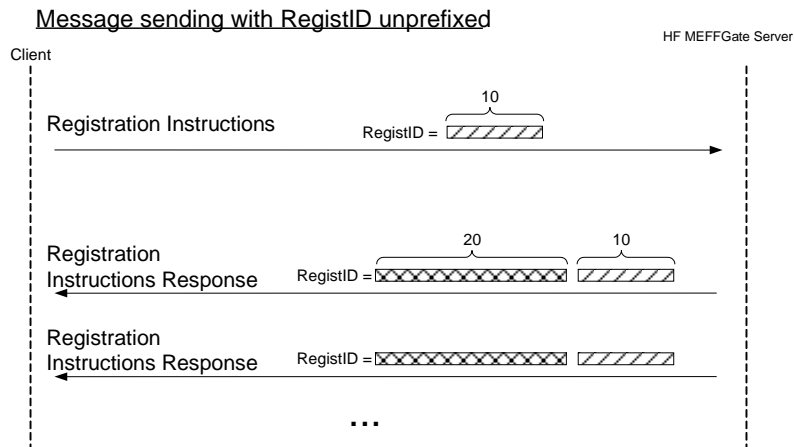 Message sending with RegistID unprefixed
HF MEFFGate Server
Client
10
Registration Instructions
RegistID =
20
10
Registration
Instructions Response
RegistID =
Registration
Instructions Response
RegistID =
...